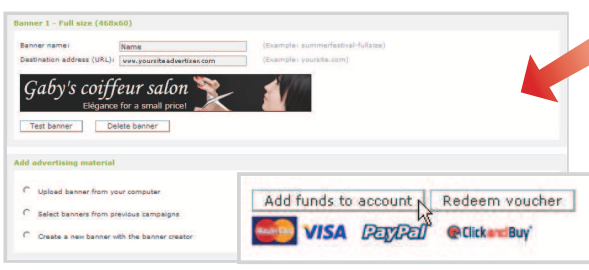 Banner 1 - Full size (468x60)
Banner name: Name (Example: summerfestival-fullsize)
Destination address (URL): www.yoursiteadvertiser.com (Example: yoursite.com)
Gaby's coiffeur salon
Elégance for a small price!
Test banner Delete banner
Add advertising material
Upload banner from your computer
Select banners from previous campaigns
Create a new banner with the banner creator
Add funds to account Redeem voucher
MasterCard VISA PayPal ClickandBuy